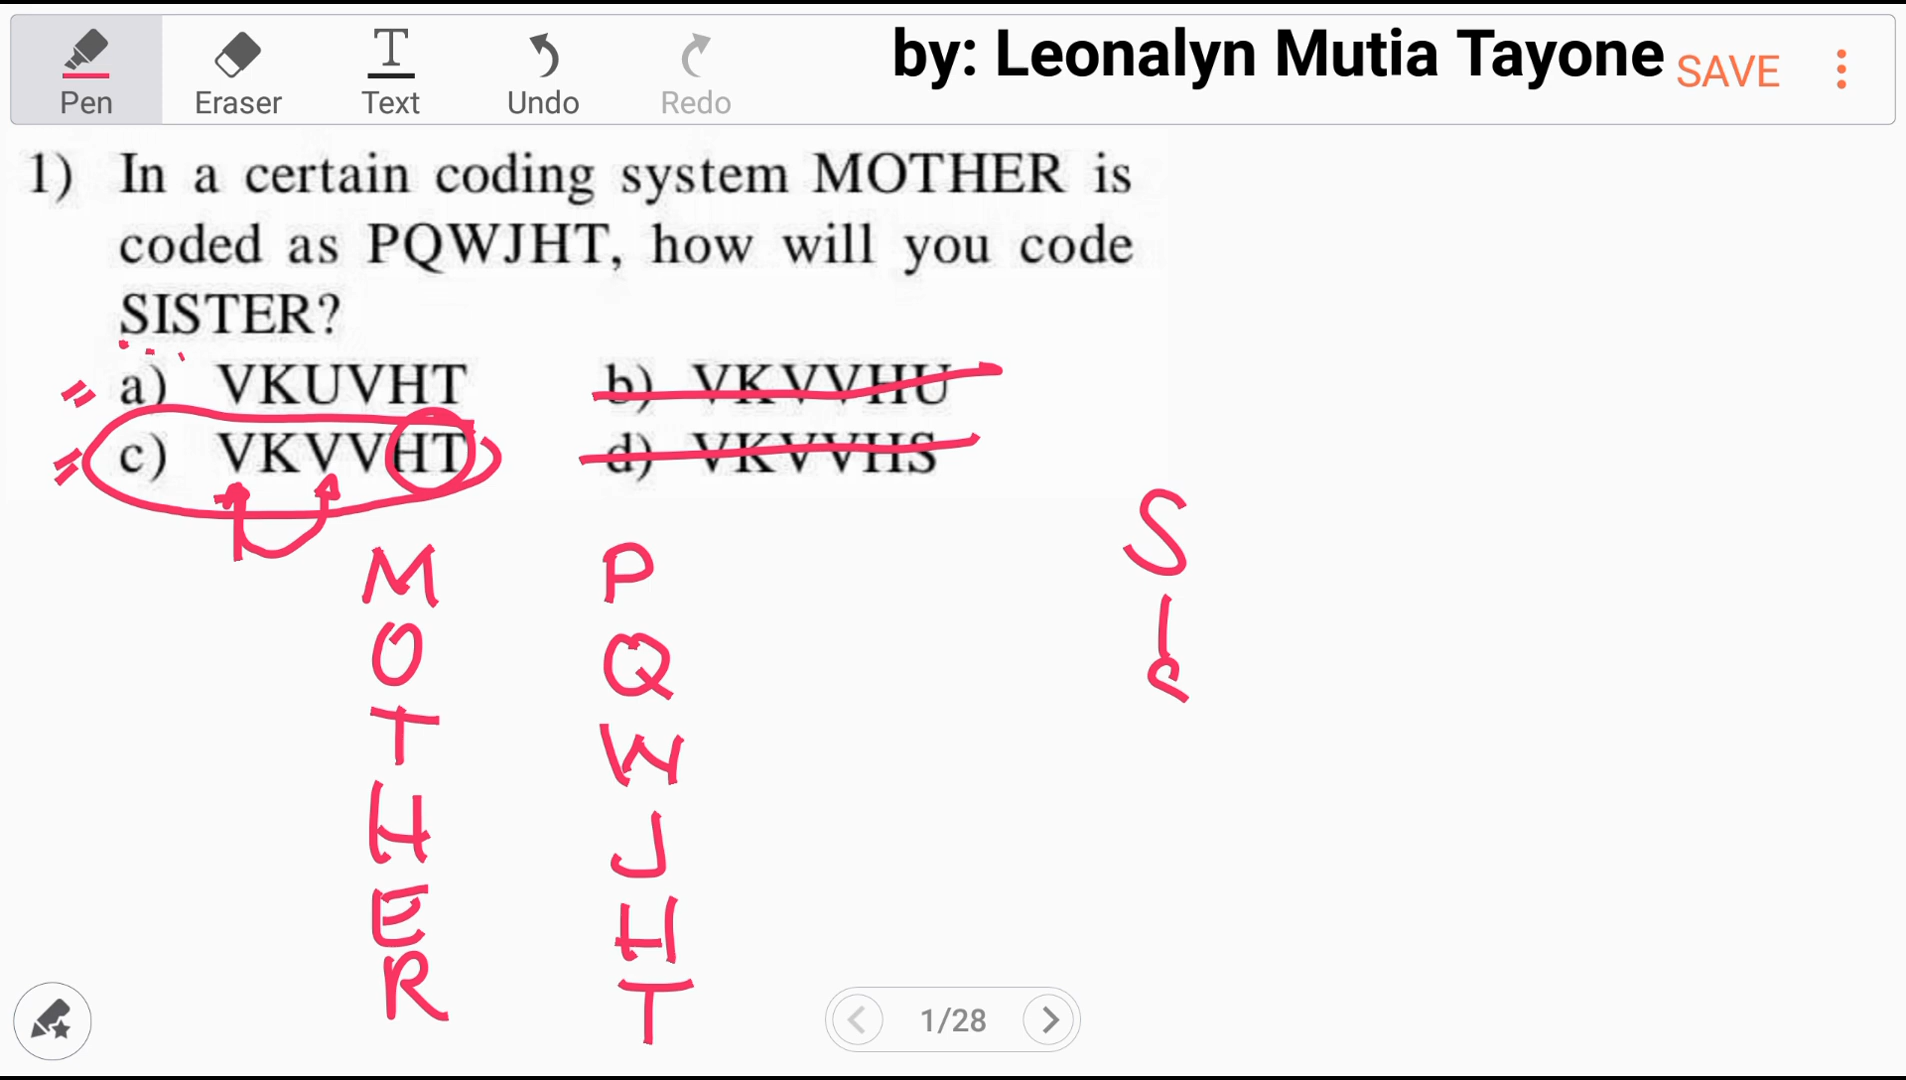 by: Leonalyn Mutia Tayone
SAVE
Pen
Eraser
Text
Undo
Redo
1) In a certain coding system MOTHER is
coded as PQWJHT, how will you code
SISTER?
a) VKUVHT b) VKVVHU
c) VKVVHT d) VKVVHS
M P S
O Q I
T W
H J
E H
R T
1/28